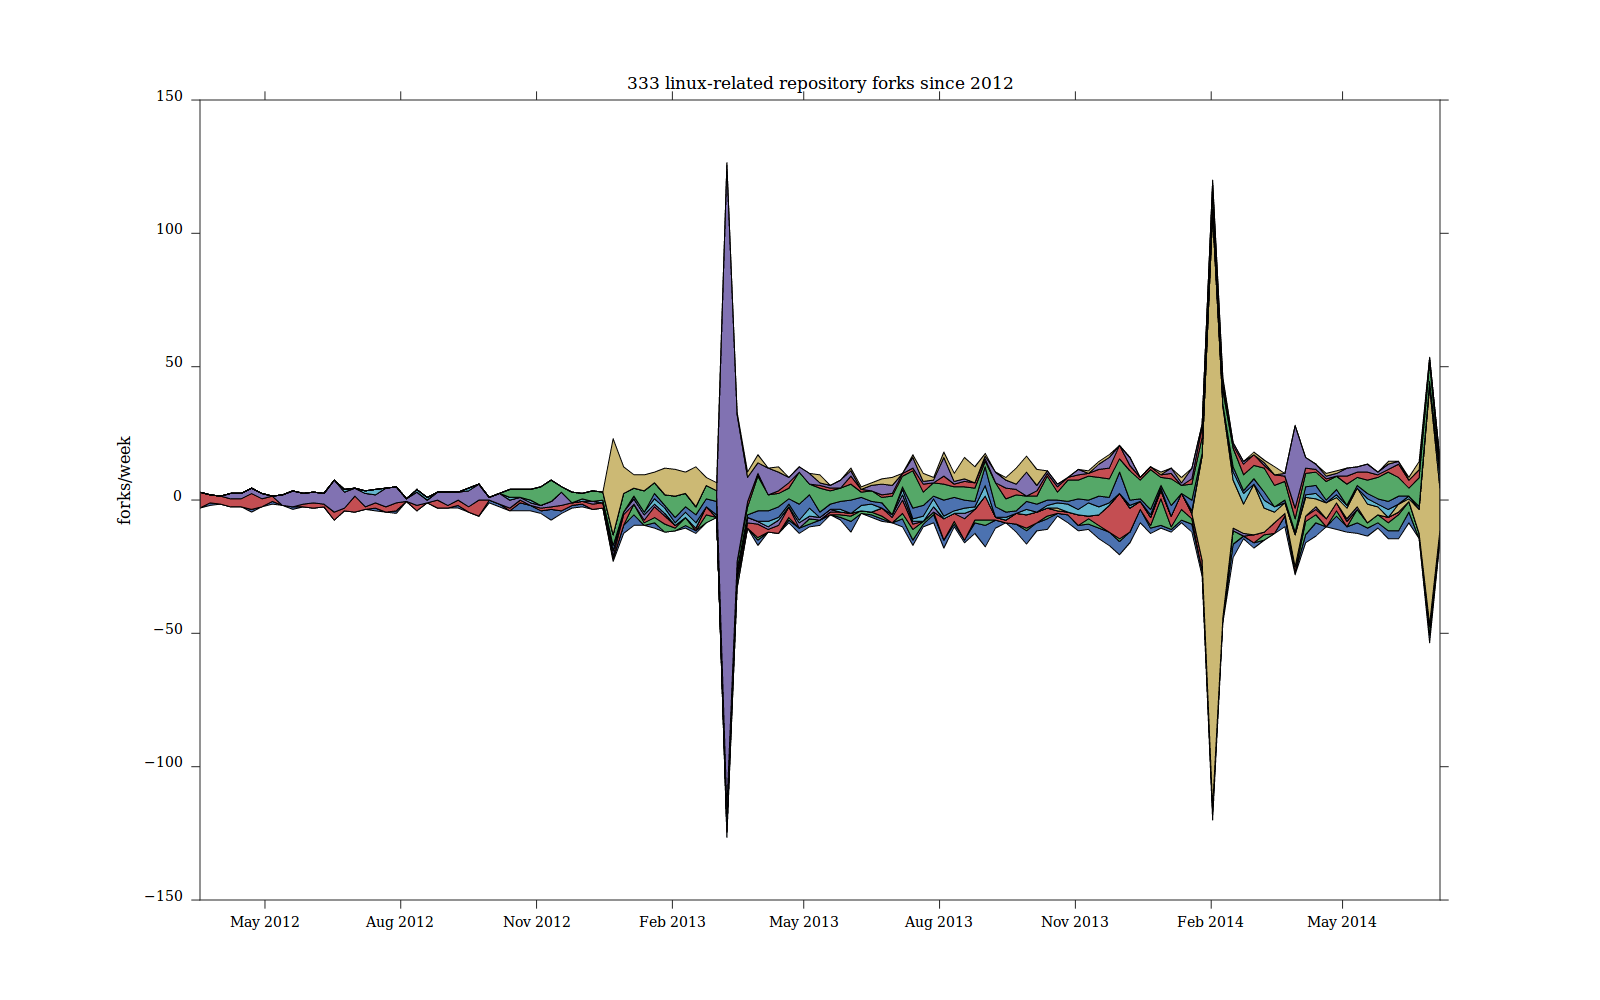 333 linux-related repository forks since 2012
150
100
50
0
−50
−100
−150
forks/week
May 2012
Aug 2012
Nov 2012
Feb 2013
May 2013
Aug 2013
Nov 2013
Feb 2014
May 2014